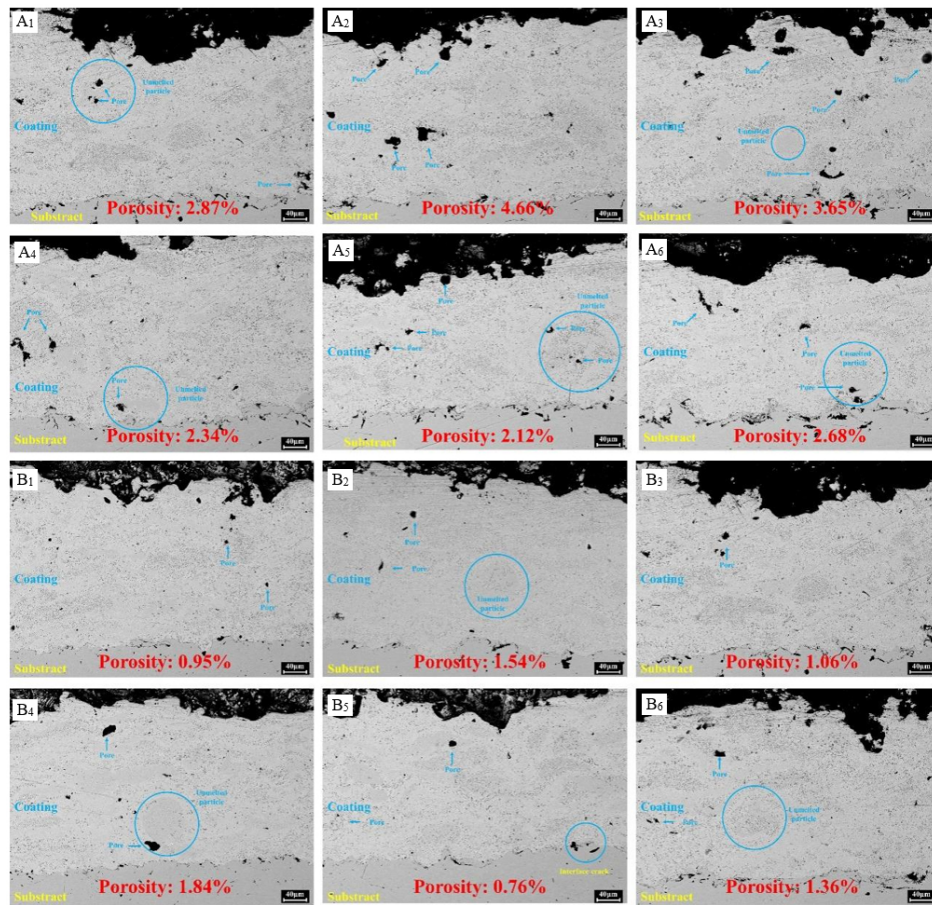 A1
Unmelted
particle
Pore
Coating
Pore
Substract
Porosity: 2.87%
40μm
A2
Pore
Pore
Coating
Pore
Pore
Porosity: 4.66%
40μm
A3
Pore
Pore
Pore
Coating
Unmelted
particle
Pore
Porosity: 3.65%
40μm
A4
Pore
Pore
Coating
Unmelted
particle
Substract
Porosity: 2.34%
40μm
A5
Pore
Unmelted
particle
Pore
Pore
Coating
Pore
Pore
Substract
Porosity: 2.12%
40μm
A6
Pore
Pore
Unmelted
particle
Coating
Pore
Substract
Porosity: 2.68%
40μm
B1
Pore
Coating
Pore
Substract
Porosity: 0.95%
40μm
B2
Pore
Pore
Coating
Unmelted
particle
Substract
Porosity: 1.54%
40μm
B3
Pore
Coating
Substract
Porosity: 1.06%
40μm
B4
Pore
Unmelted
particle
Coating
Pore
Substract
Porosity: 1.84%
40μm
B5
Pore
Coating
Pore
Interface crack
Substract
Porosity: 0.76%
40μm
B6
Pore
Coating
Unmelted
particle
Substract
Porosity: 1.36%
40μm